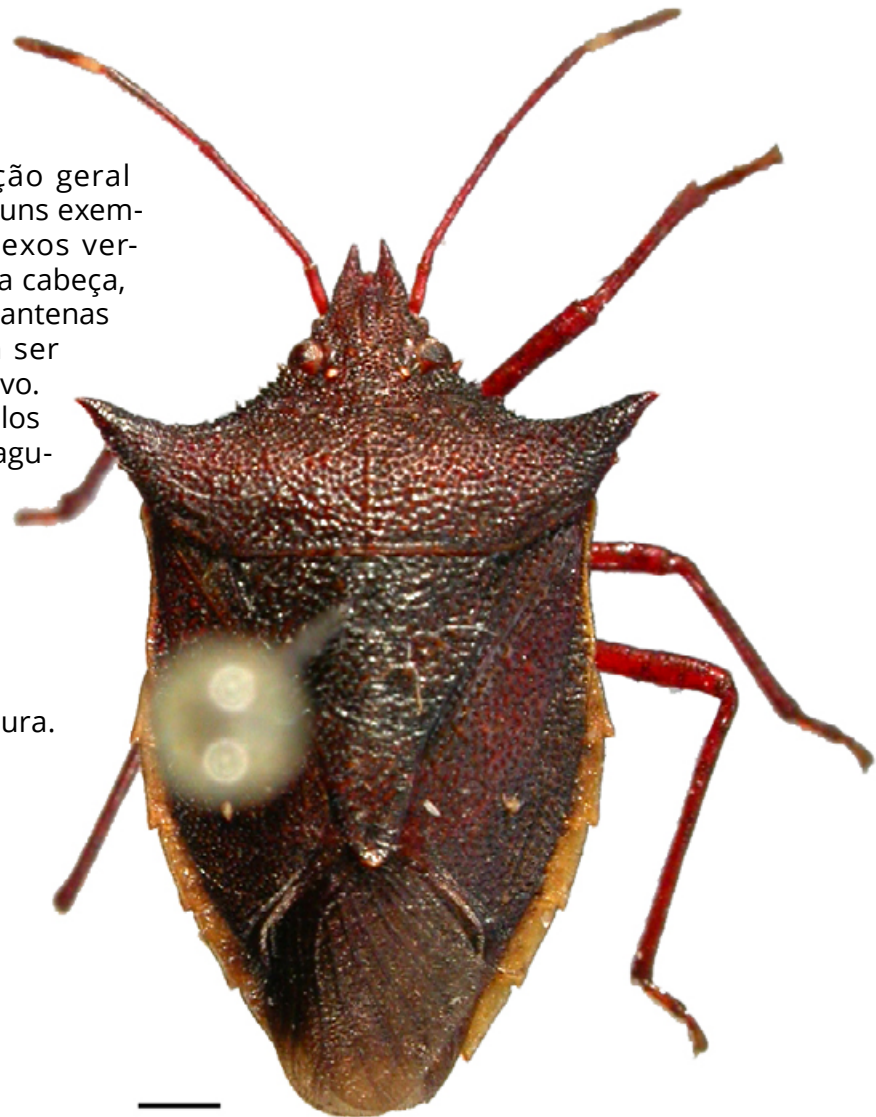 ção geral
uns exem-
exos ver-
a cabeça,
antenas
ser
vo.
los
agu-
ura.